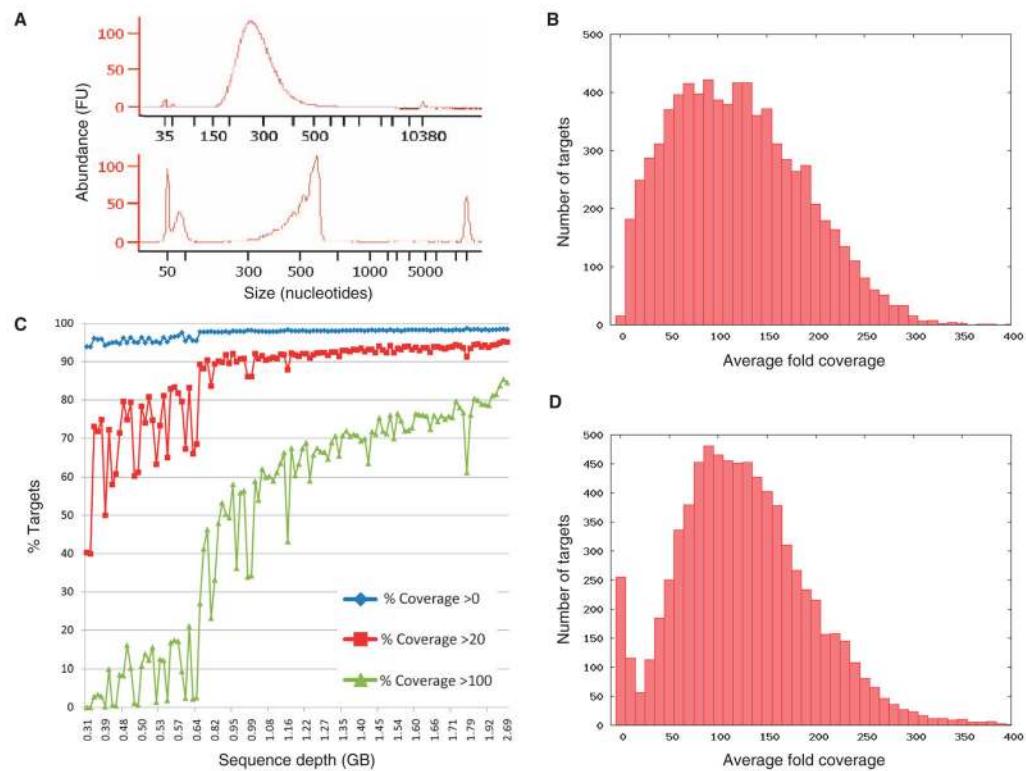 A
Abundance (FU)
100
50
0
35 150 300 500 10380
100
50
0
50 300 500 1000 5000
Size (nucleotides)
B
Number of targets
500
400
300
200
100
0
0 50 100 150 200 250 300 350 400
Average fold coverage
C
% Targets
100
90
80
70
60
50
40
30
20
10
0
% Coverage >0
% Coverage >20
% Coverage >100
0.31 0.39 0.48 0.50 0.53 0.57 0.64 0.82 0.95 0.99 1.08 1.16 1.27 1.35 1.40 1.45 1.54 1.60 1.66 1.71 1.79 1.92 2.69
Sequence depth (GB)
D
Number of targets
500
450
400
350
300
250
200
150
100
50
0
0 50 100 150 200 250 300 350 400
Average fold coverage